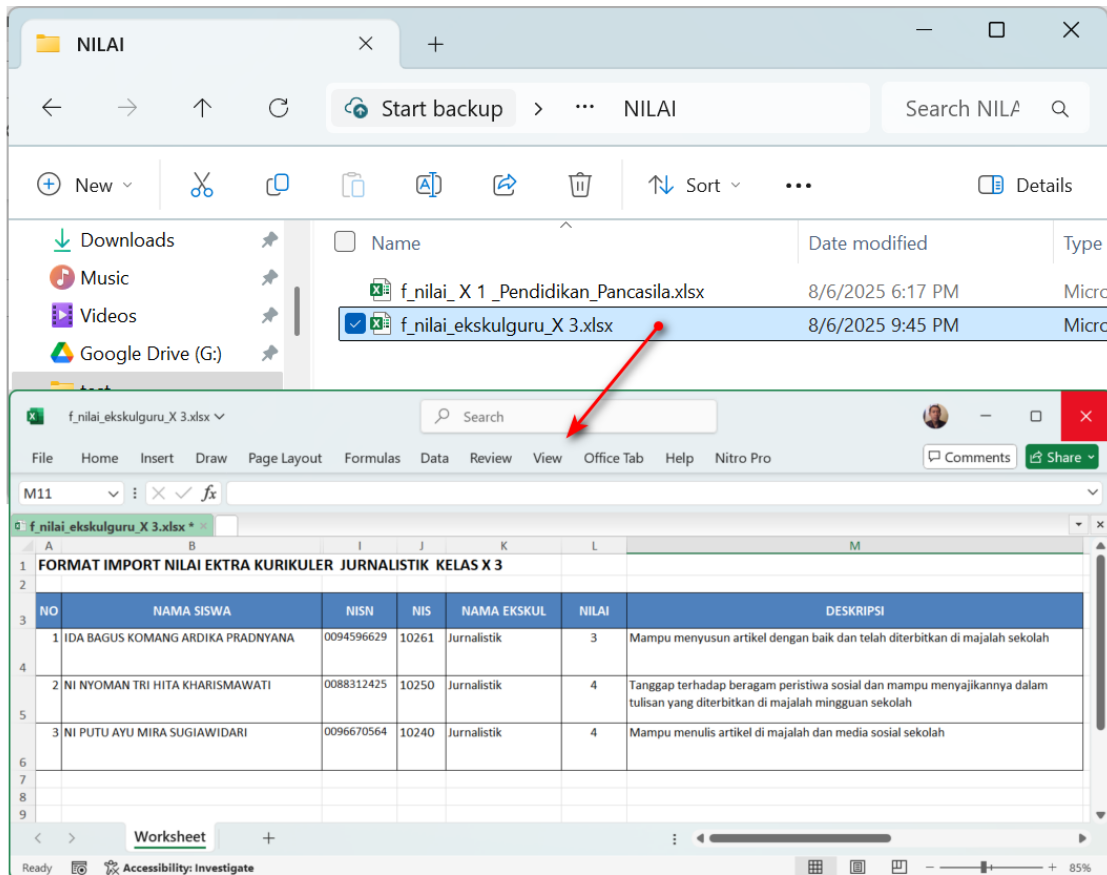 NILAI
Start backup > ... NILAI
Search NILA
New
Sort
Details
Downloads
Music
Videos
Google Drive (G:)
Name Date modified Type
f_nilai_ X 1 _Pendidikan_Pancasila.xlsx 8/6/2025 6:17 PM Micro
f_nilai_ekskulguru_X 3.xlsx 8/6/2025 9:45 PM Micro
f_nilai_ekskulguru_X 3.xlsx
Search
File Home Insert Draw Page Layout Formulas Data Review View Office Tab Help Nitro Pro
Comments Share
M11 fx
f_nilai_ekskulguru_X 3.xlsx *
A B I J K L M
1 FORMAT IMPORT NILAI EKTRA KURIKULER JURNALISTIK KELAS X 3
2
3 NO NAMA SISWA NISN NIS NAMA EKSKUL NILAI DESKRIPSI
4 1 IDA BAGUS KOMANG ARDIKA PRADNYANA 0094596629 10261 Jurnalistik 3 Mampu menyusun artikel dengan baik dan telah diterbitkan di majalah sekolah
5 2 NI NYOMAN TRI HITA KHARISMAWATI 0088312425 10250 Jurnalistik 4 Tanggap terhadap beragam peristiwa sosial dan mampu menyajikannya dalam
tulisan yang diterbitkan di majalah mingguan sekolah
6 3 NI PUTU AYU MIRA SUGIAWIDARI 0096670564 10240 Jurnalistik 4 Mampu menulis artikel di majalah dan media sosial sekolah
7
8
9
Worksheet
Ready Accessibility: Investigate 85%